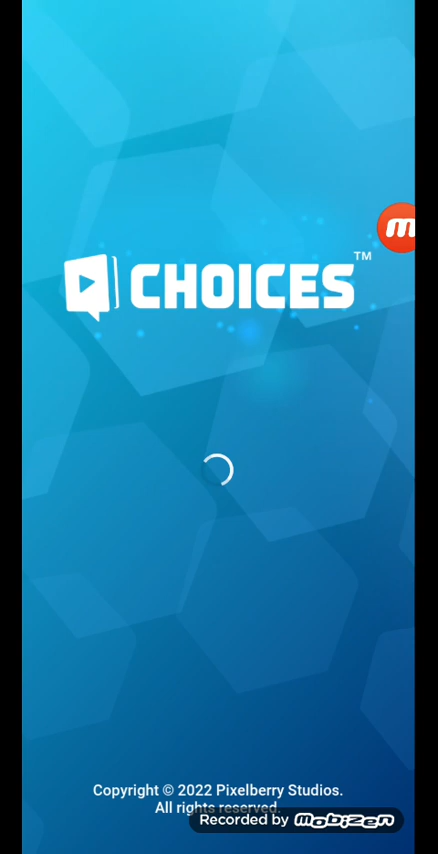 CHOICES™
Copyright © 2022 Pixelberry Studios.
All rights reserved.
Recorded by mobizen